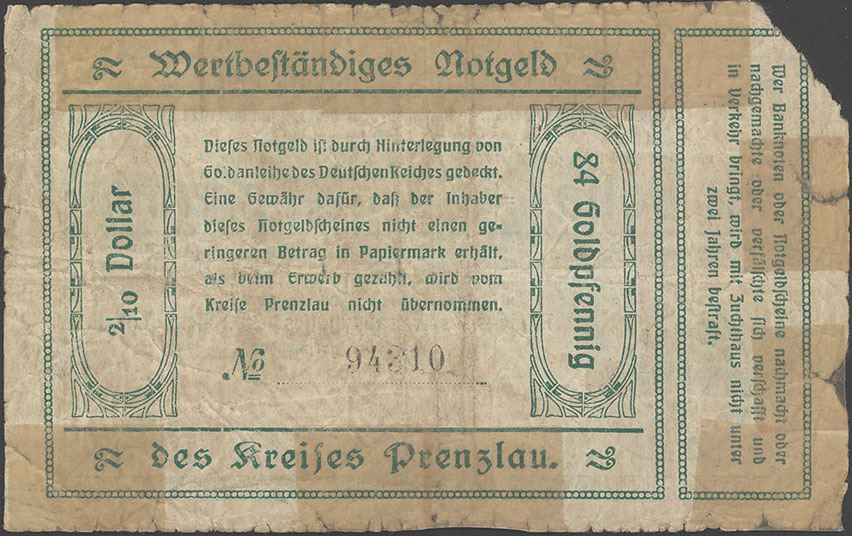 Wertbeständiges Notgeld
Dieses Notgeld ist durch Hinterlegung von
Goldanleihe des Deutschen Reiches gedeckt.
Eine Gewähr dafür, daß der Inhaber
dieses Notgeldscheines nicht einen ge-
ringeren Betrag in Papiermark erhält,
als beim Erwerb gezahlt, wird vom
Kreise Prenzlau nicht übernommen.
№ 94310
2/10 Dollar
84 Goldpfennig
des Kreises Prenzlau.
Wer Banknoten oder Notgeldscheine nachmacht oder
nachgemachte oder verfälschte sich verschafft und
in Verkehr bringt, wird mit Zuchthaus nicht unter
zwei Jahren bestraft.